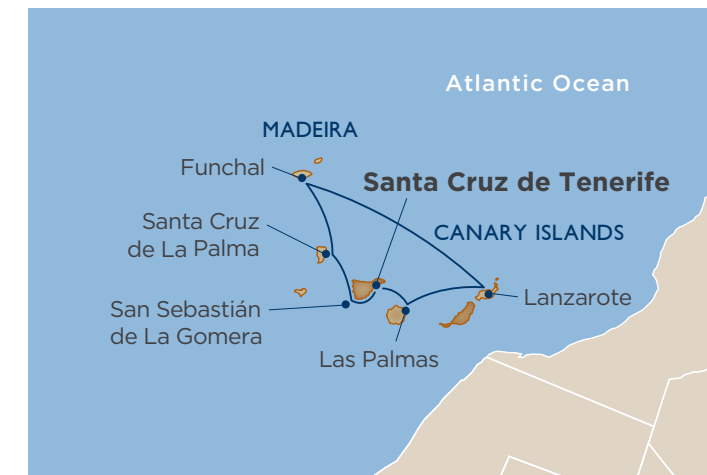 Atlantic Ocean
MADEIRA
Funchal
Santa Cruz de Tenerife
Santa Cruz
de La Palma
CANARY ISLANDS
San Sebastián
de La Gomera
Lanzarote
Las Palmas